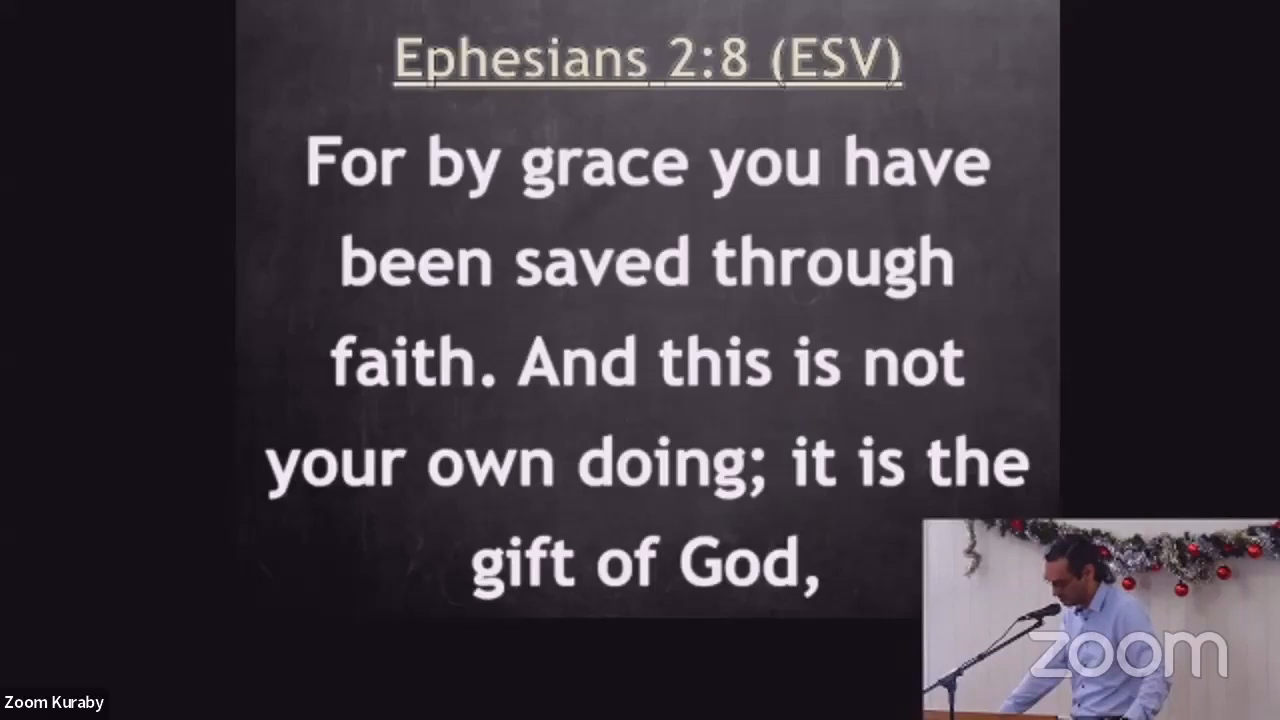 Ephesians 2:8 (ESV)
For by grace you have
been saved through
faith. And this is not
your own doing; it is the
gift of God,
zoom
Zoom Kuraby